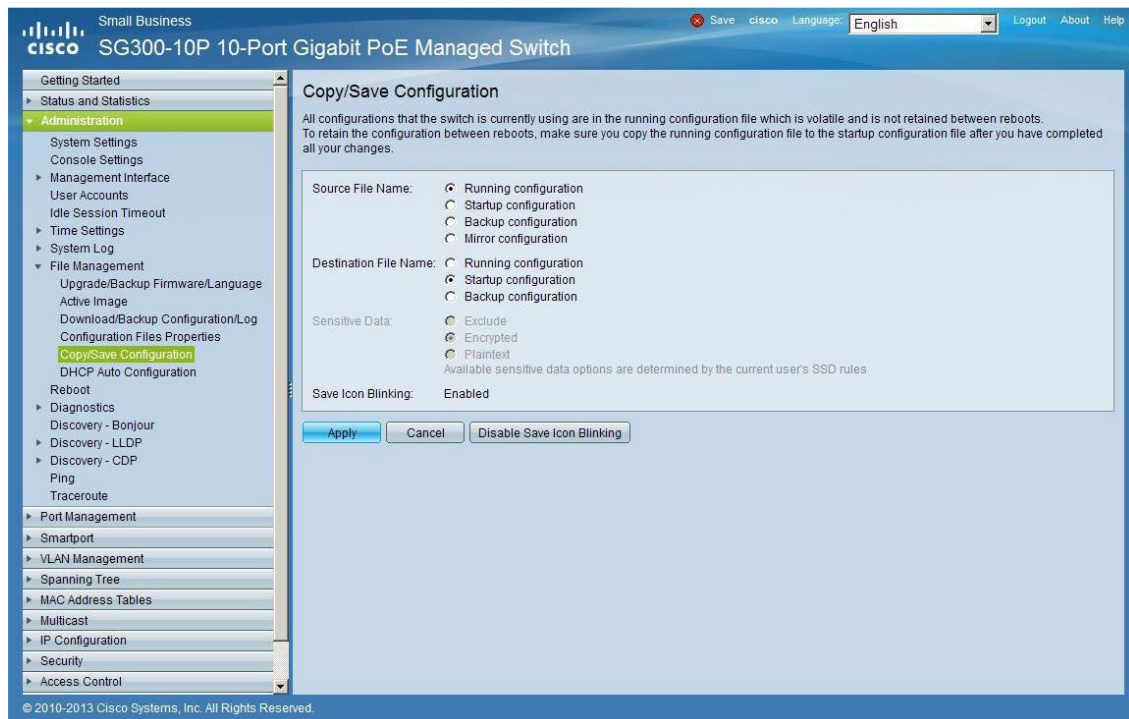 Small Business
cisco SG300-10P 10-Port Gigabit PoE Managed Switch
Save cisco Language: English Logout About Help
Getting Started
Status and Statistics
Administration
System Settings
Console Settings
Management Interface
User Accounts
Idle Session Timeout
Time Settings
System Log
File Management
Upgrade/Backup Firmware/Language
Active Image
Download/Backup Configuration/Log
Configuration Files Properties
Copy/Save Configuration
DHCP Auto Configuration
Reboot
Diagnostics
Discovery - Bonjour
Discovery - LLDP
Discovery - CDP
Ping
Traceroute
Port Management
Smartport
VLAN Management
Spanning Tree
MAC Address Tables
Multicast
IP Configuration
Security
Access Control
Copy/Save Configuration
All configurations that the switch is currently using are in the running configuration file which is volatile and is not retained between reboots.
To retain the configuration between reboots, make sure you copy the running configuration file to the startup configuration file after you have completed
all your changes.
Source File Name: Running configuration
Startup configuration
Backup configuration
Mirror configuration
Destination File Name: Running configuration
Startup configuration
Backup configuration
Sensitive Data: Exclude
Encrypted
Plaintext
Available sensitive data options are determined by the current user's SSD rules
Save Icon Blinking: Enabled
Apply Cancel Disable Save Icon Blinking
© 2010-2013 Cisco Systems, Inc. All Rights Reserved.